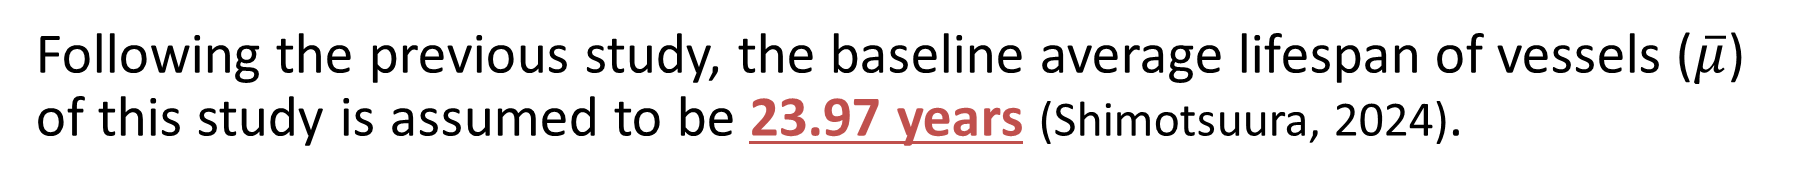 Following the previous study, the baseline average lifespan of vessels (μ̄)
of this study is assumed to be 23.97 years (Shimotsuura, 2024).